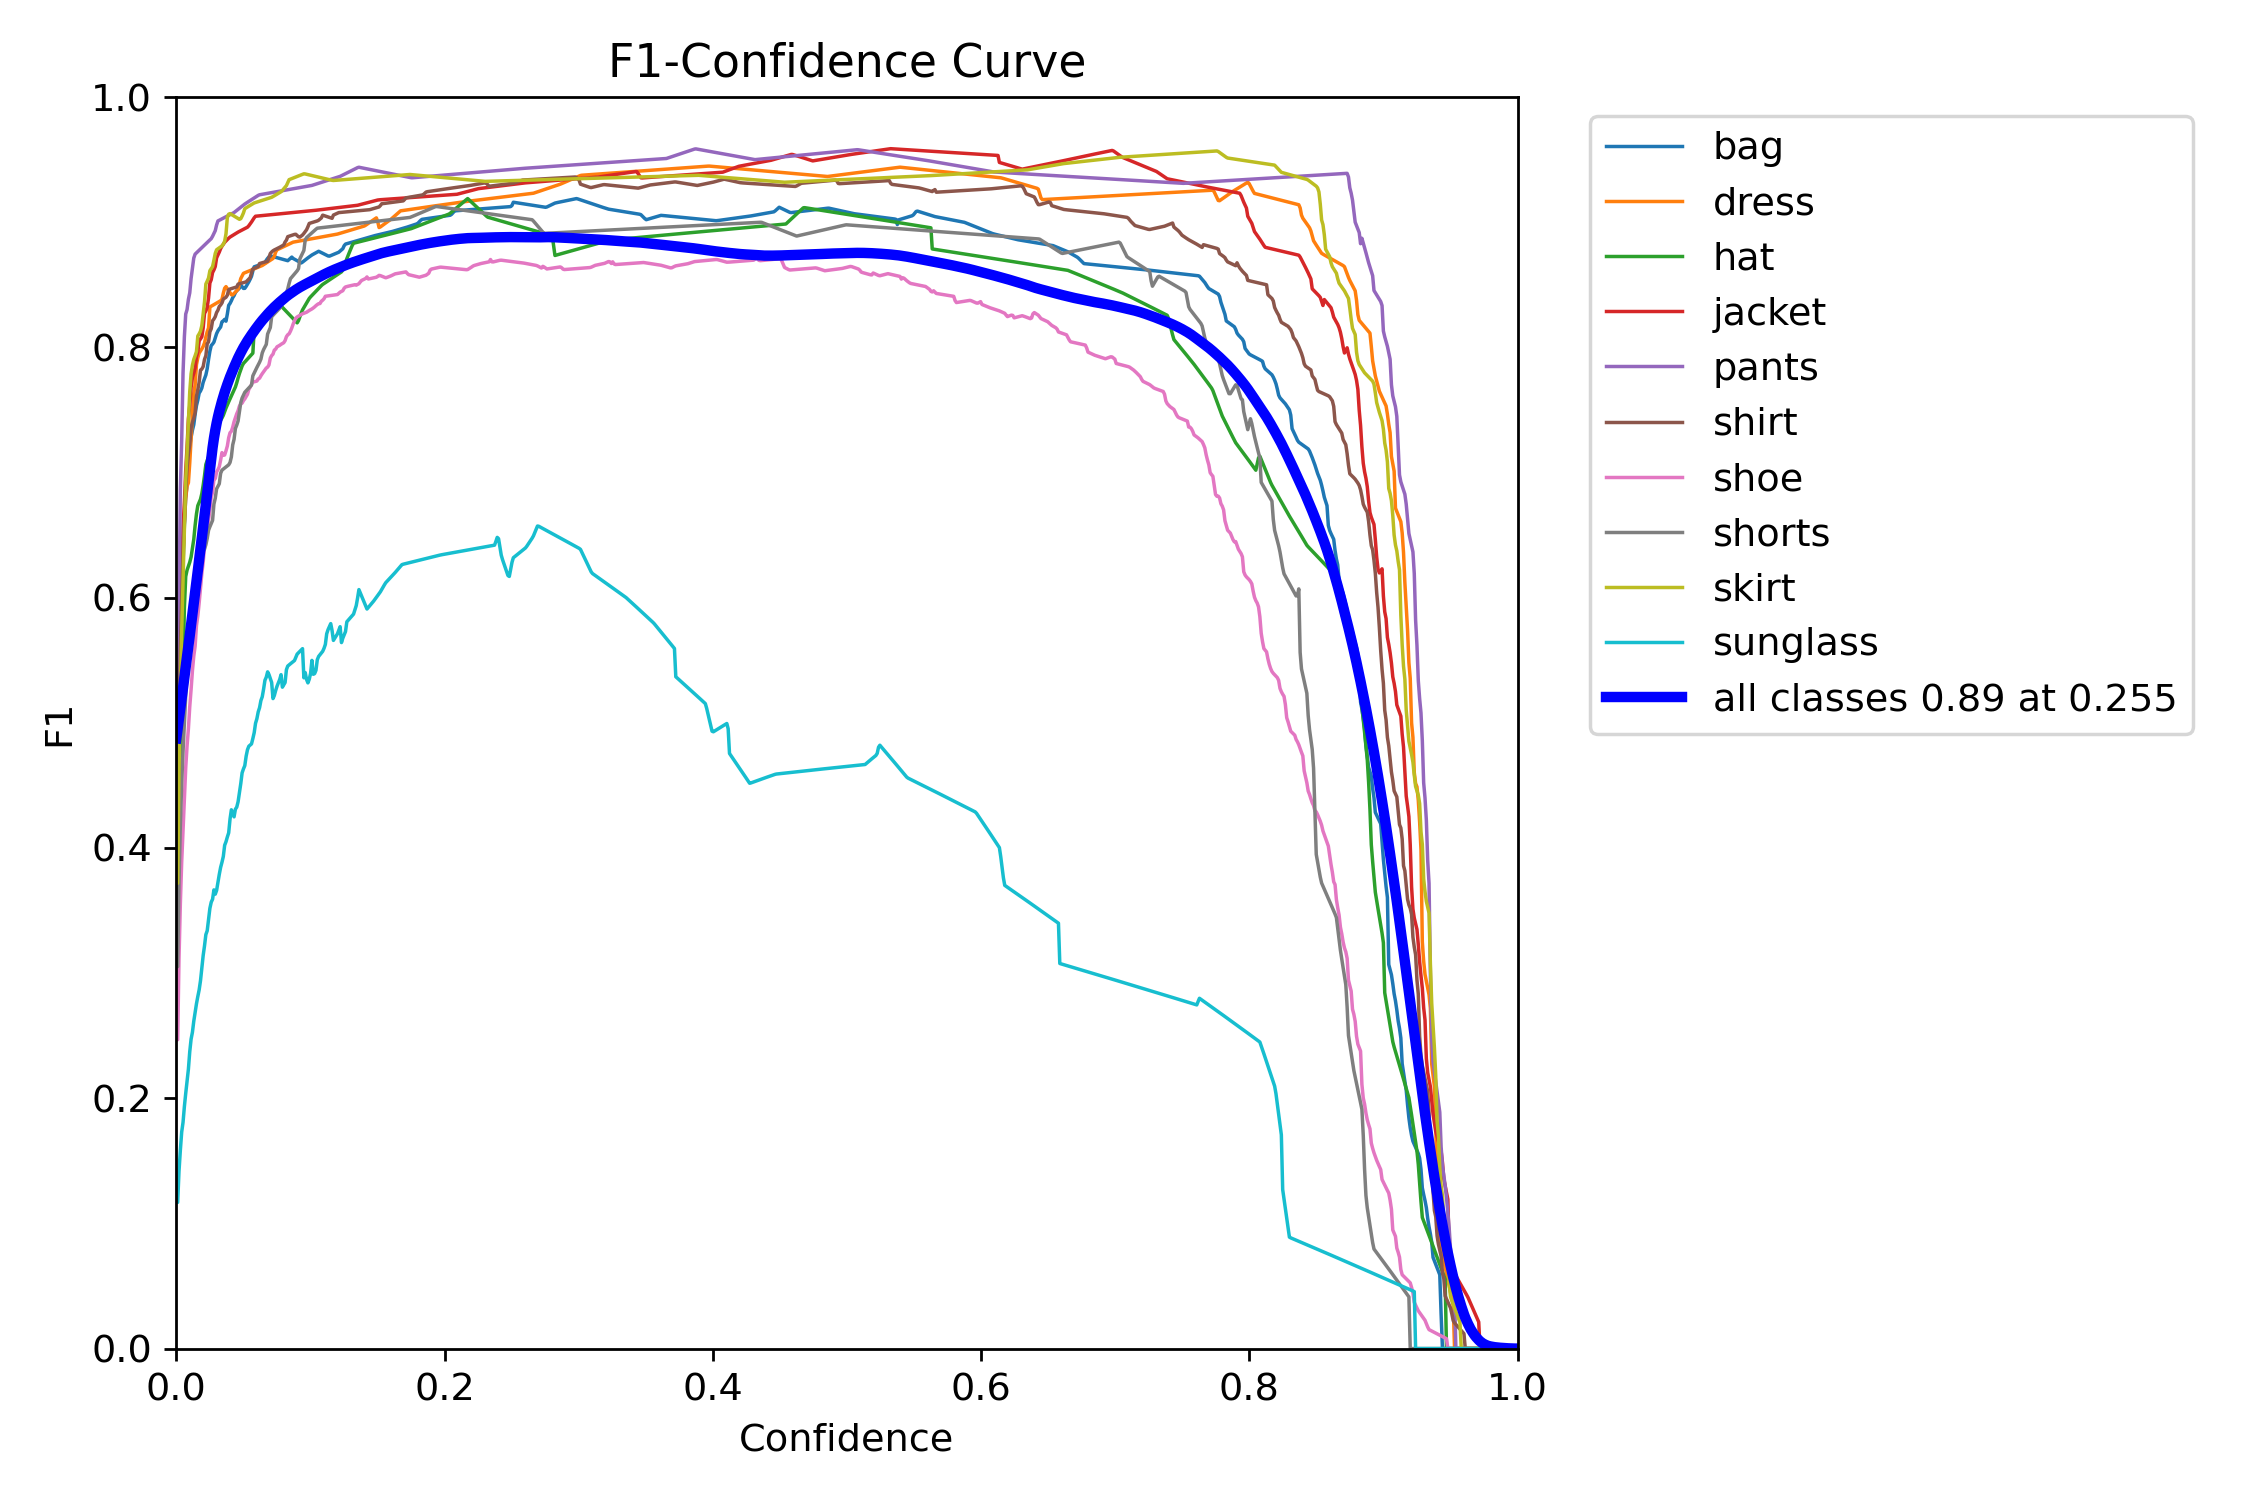 F1-Confidence Curve
1.0
0.8
0.6
0.4
0.2
0.0
F1
0.0 0.2 0.4 0.6 0.8 1.0
Confidence
bag
dress
hat
jacket
pants
shirt
shoe
shorts
skirt
sunglass
all classes 0.89 at 0.255